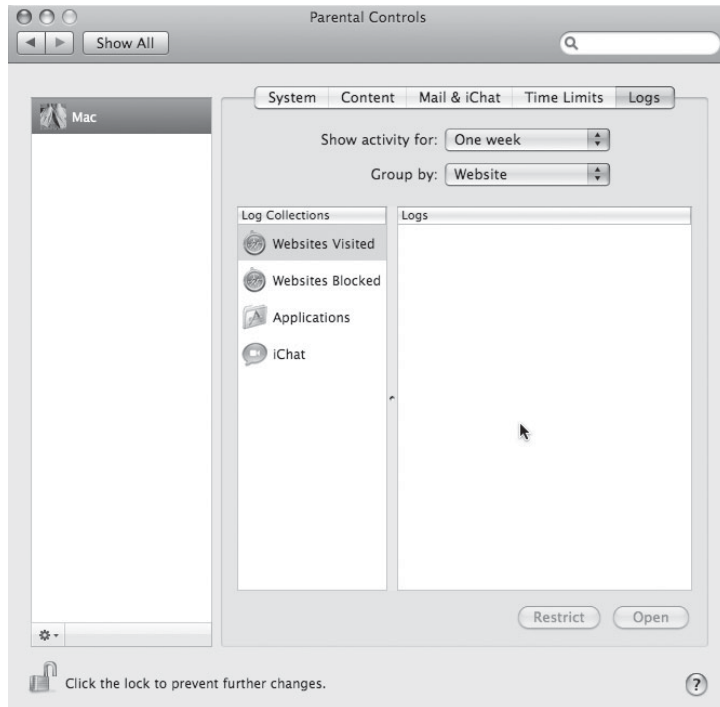 Parental Controls
Show All
Mac
System Content Mail & iChat Time Limits Logs
Show activity for: One week
Group by: Website
Log Collections
Logs
Websites Visited
Websites Blocked
Applications
iChat
Restrict Open
Click the lock to prevent further changes.
?